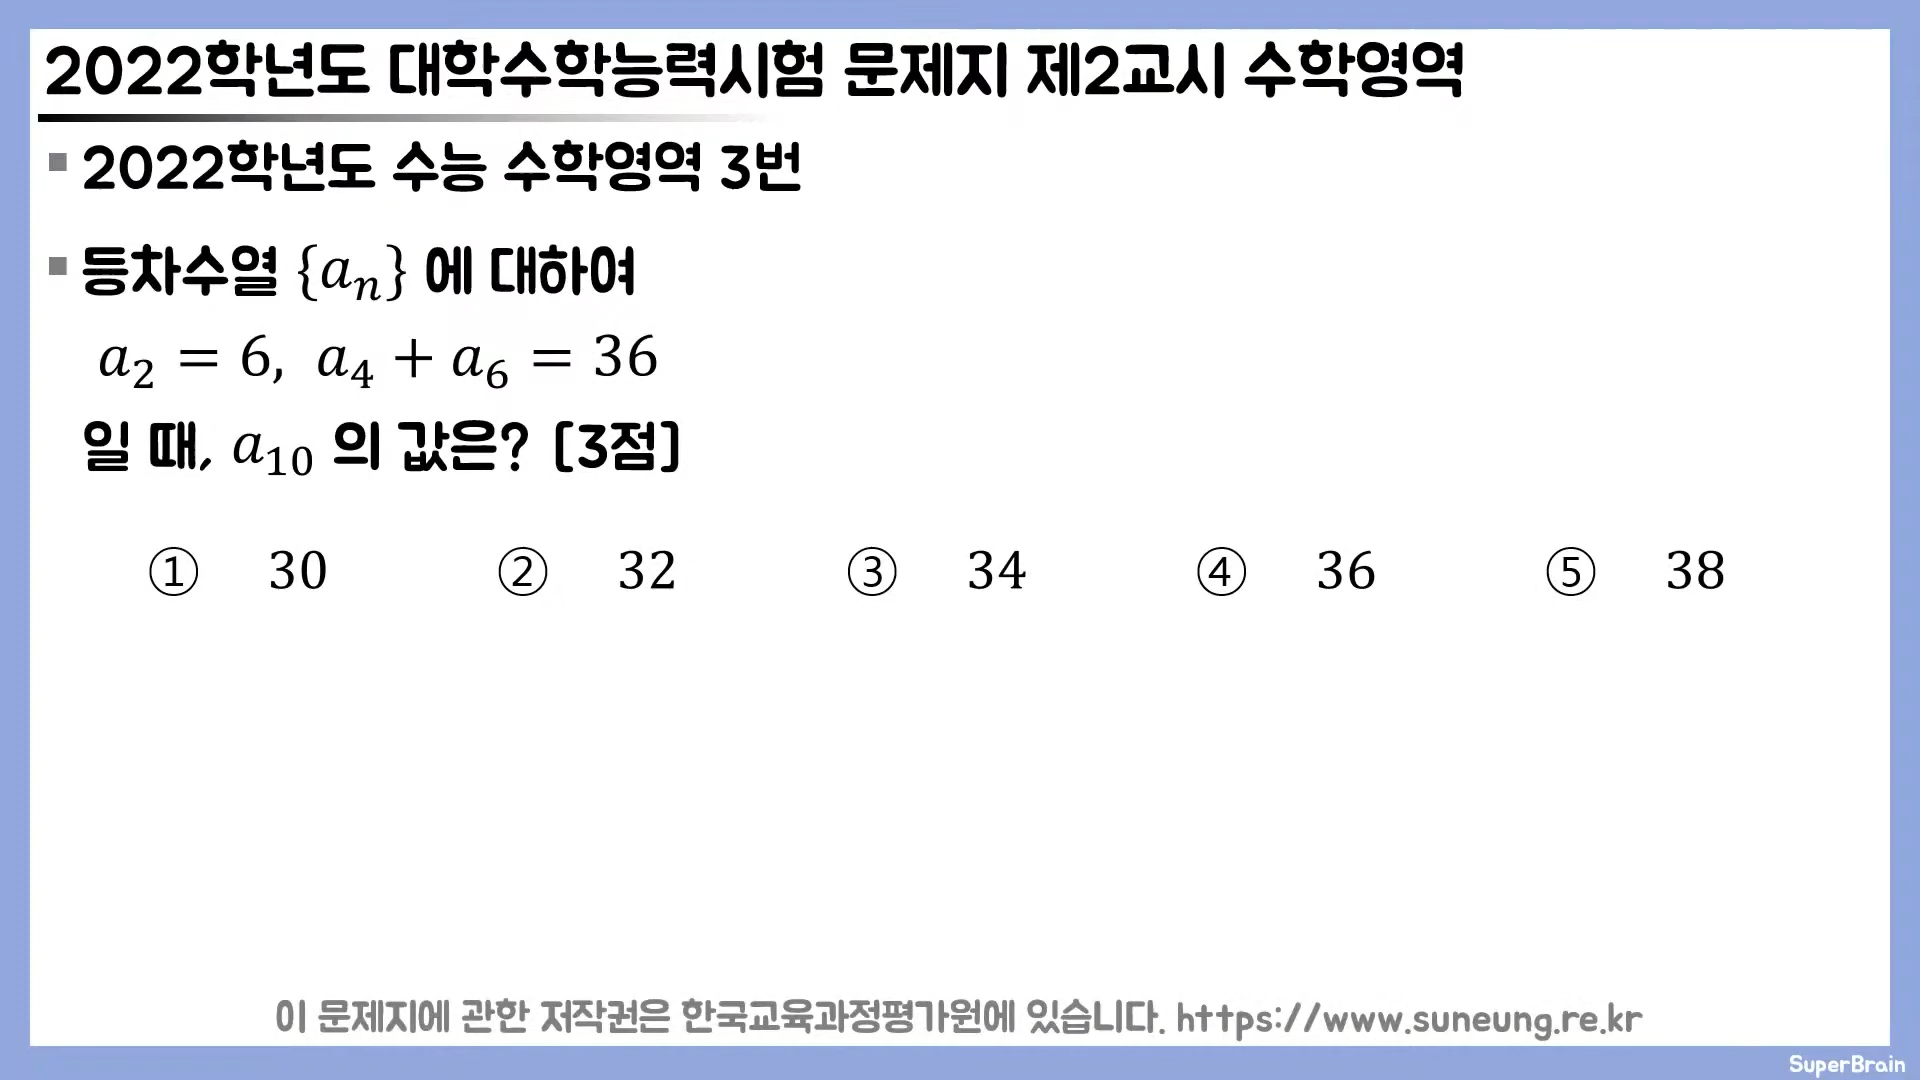 2022학년도 대학수학능력시험 문제지 제2교시 수학영역
▪ 2022학년도 수능 수학영역 3번
▪ 등차수열 {aₙ} 에 대하여
a₂ = 6, a₄ + a₆ = 36
일 때, a₁₀ 의 값은? [3점]
① 30 ② 32 ③ 34 ④ 36 ⑤ 38
이 문제지에 관한 저작권은 한국교육과정평가원에 있습니다. https://www.suneung.re.kr
SuperBrain